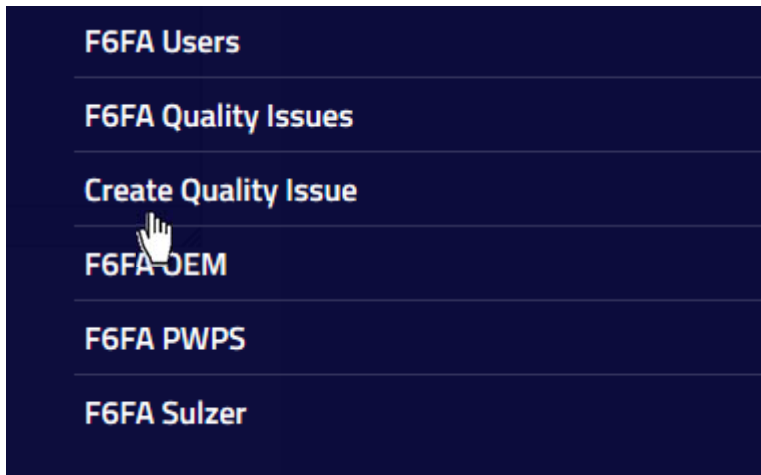 F6FA Users
F6FA Quality Issues
Create Quality Issue
F6FA OEM
F6FA PWPS
F6FA Sulzer